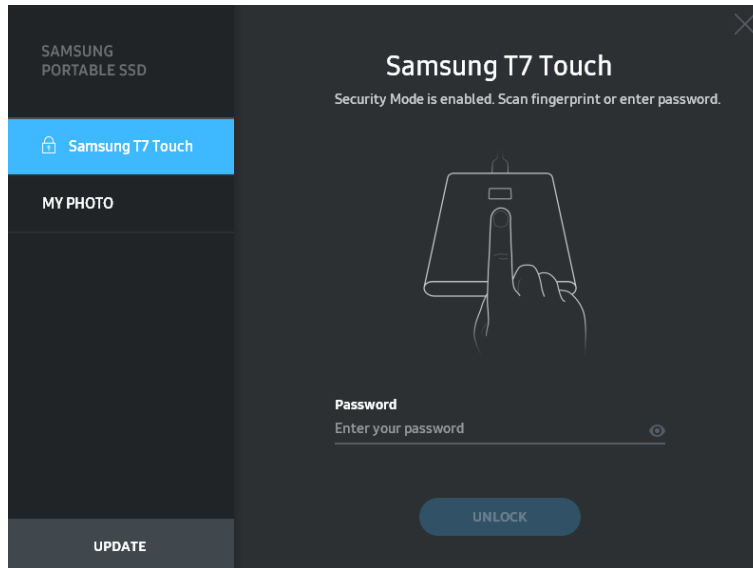 SAMSUNG
PORTABLE SSD
Samsung T7 Touch
MY PHOTO
UPDATE
Samsung T7 Touch
Security Mode is enabled. Scan fingerprint or enter password.
Password
Enter your password
UNLOCK